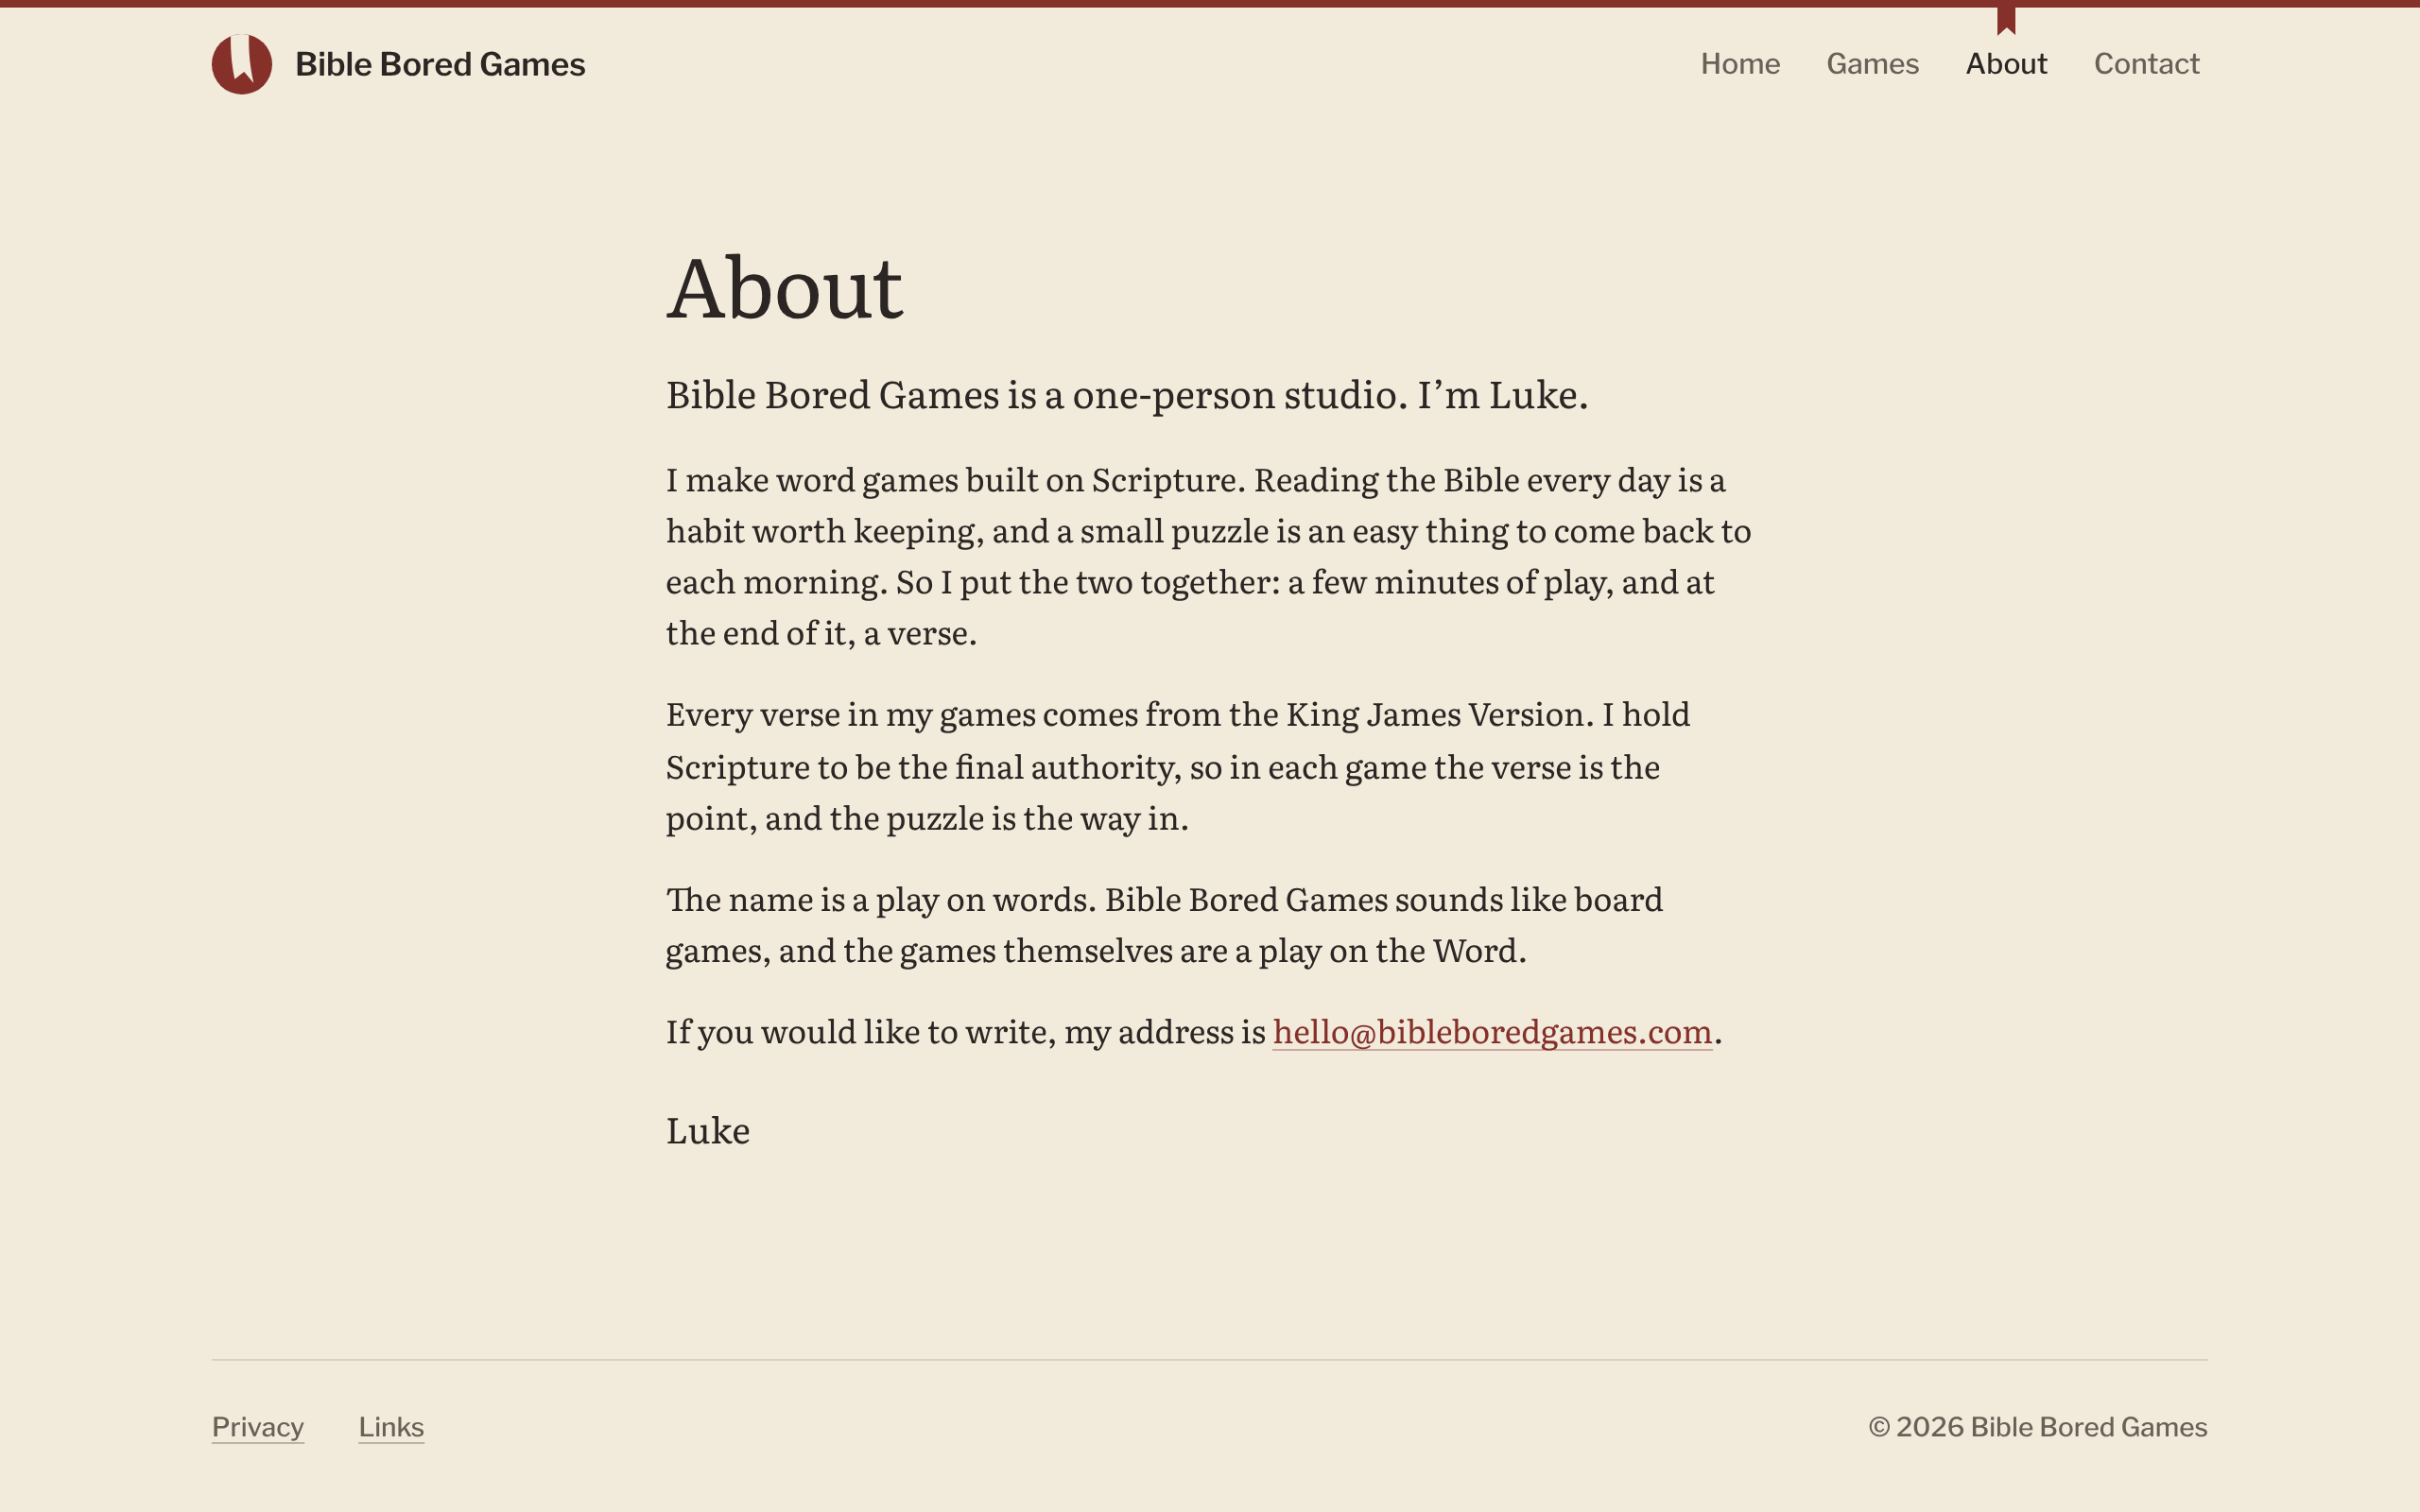 Bible Bored Games
Home Games About Contact
About
Bible Bored Games is a one-person studio. I’m Luke.
I make word games built on Scripture. Reading the Bible every day is a
habit worth keeping, and a small puzzle is an easy thing to come back to
each morning. So I put the two together: a few minutes of play, and at
the end of it, a verse.
Every verse in my games comes from the King James Version. I hold
Scripture to be the final authority, so in each game the verse is the
point, and the puzzle is the way in.
The name is a play on words. Bible Bored Games sounds like board
games, and the games themselves are a play on the Word.
If you would like to write, my address is hello@bibleboredgames.com.
Luke
Privacy Links
© 2026 Bible Bored Games